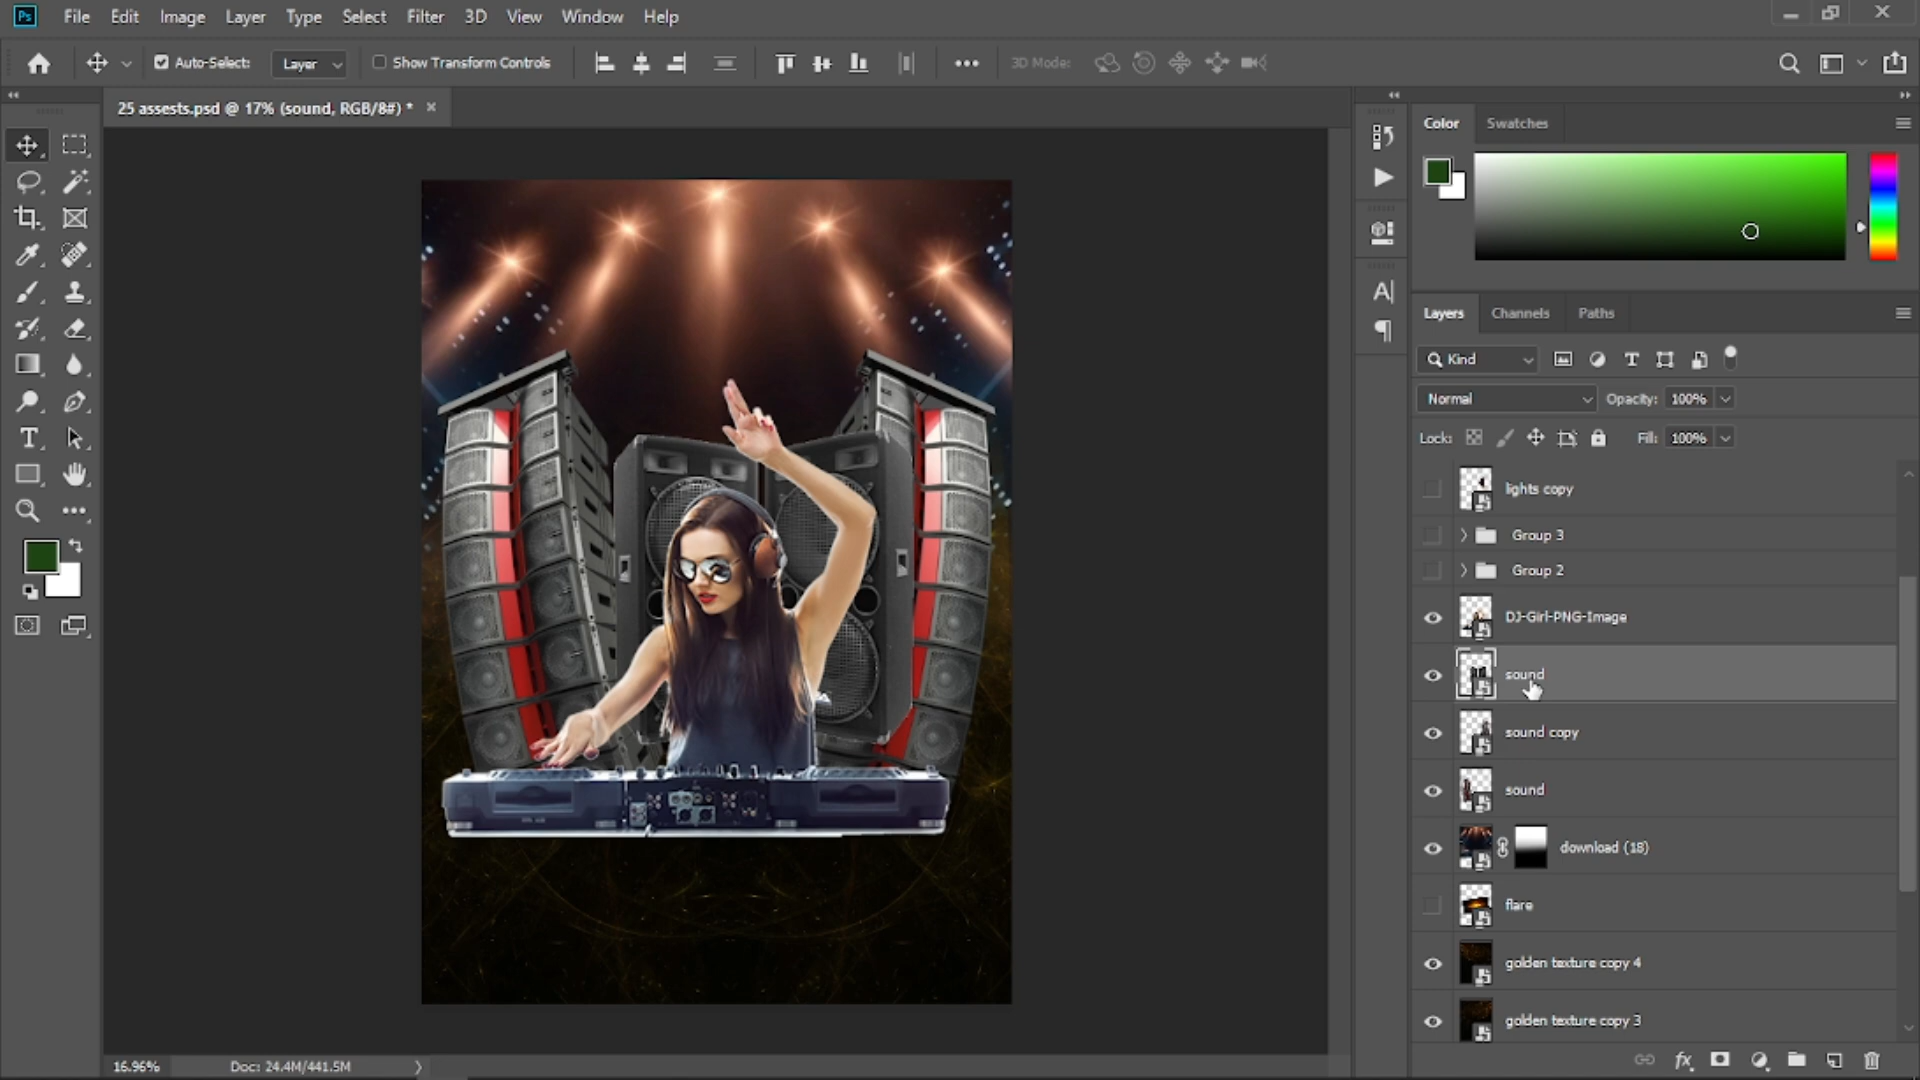 Ps File Edit Image Layer Type Select Filter 3D View Window Help
Auto-Select: Layer Show Transform Controls 3D Mode:
25 assests.psd @ 17% (sound, RGB/8#) *
Color Swatches
Layers Channels Paths
Kind
Normal Opacity: 100%
Lock: Fill: 100%
lights copy
Group 3
Group 2
DJ-Girl-PNG-Image
sound
sound copy
sound
download (18)
flare
golden texture copy 4
golden texture copy 3
16.96% Doc: 24.4M/441.5M